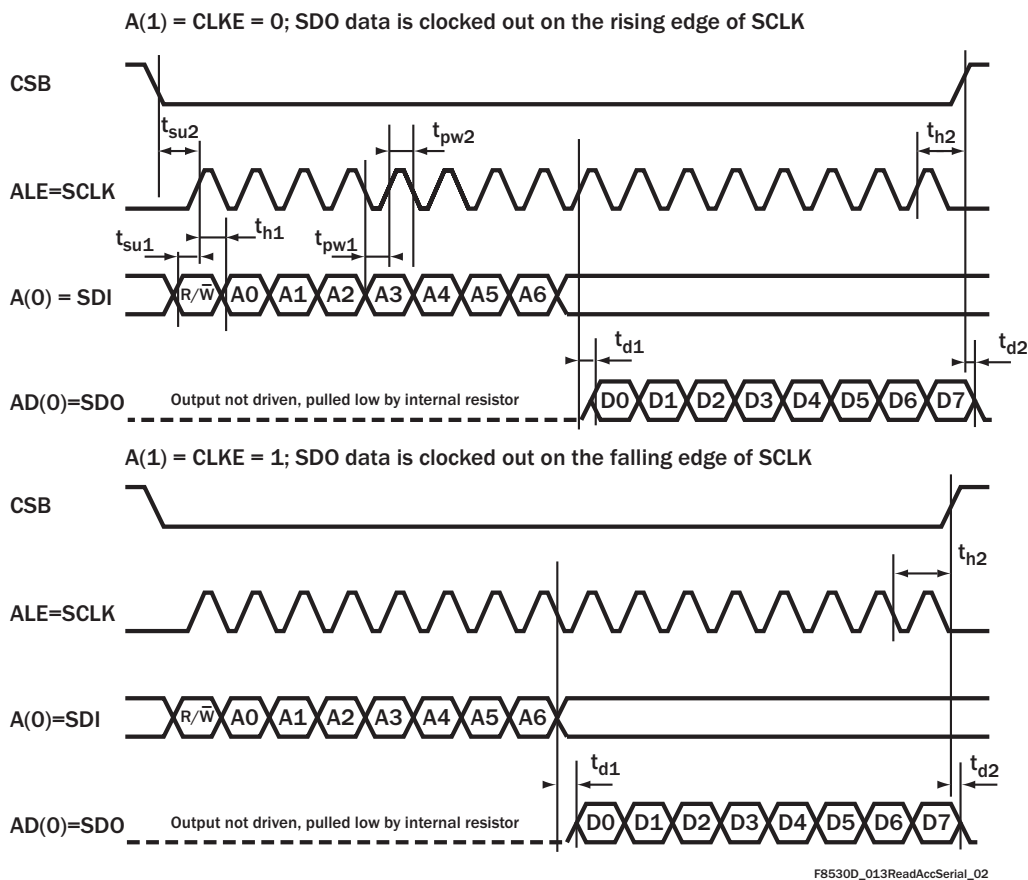 A(1) = CLKE = 0; SDO data is clocked out on the rising edge of SCLK
CSB
tsu2
tpw2
th2
ALE=SCLK
tsu1
th1
tpw1
A(0) = SDI
R/W̅ A0 A1 A2 A3 A4 A5 A6
td1
td2
AD(0)=SDO
Output not driven, pulled low by internal resistor
D0 D1 D2 D3 D4 D5 D6 D7
A(1) = CLKE = 1; SDO data is clocked out on the falling edge of SCLK
CSB
th2
ALE=SCLK
A(0)=SDI
R/W̅ A0 A1 A2 A3 A4 A5 A6
td1
td2
AD(0)=SDO
Output not driven, pulled low by internal resistor
D0 D1 D2 D3 D4 D5 D6 D7
F8530D_013ReadAccSerial_02